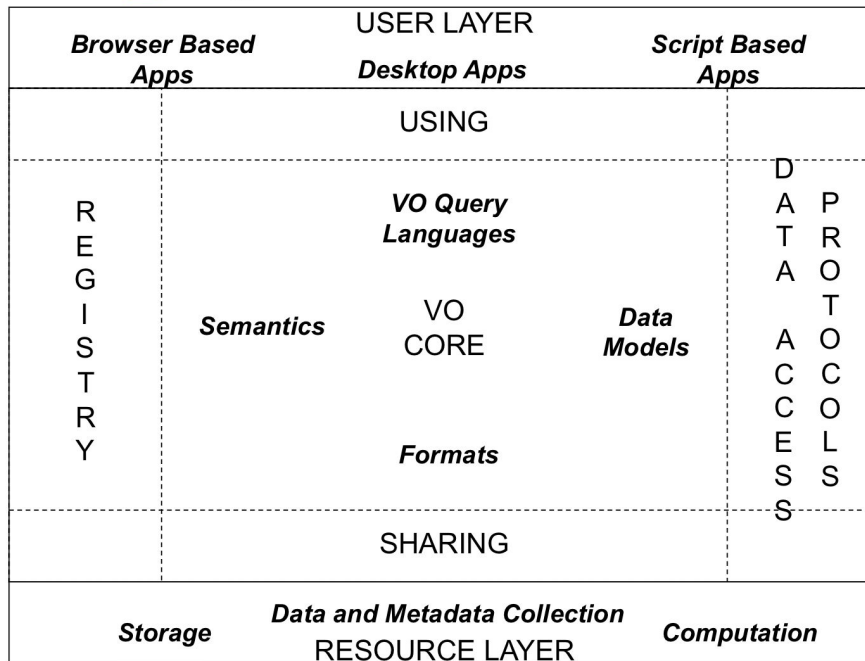 USER LAYER
Browser Based
Apps
Desktop Apps
Script Based
Apps
USING
REGISTRY
VO Query
Languages
Semantics
VO
CORE
Data
Models
Formats
DATA ACCESS
PROTOCOLS
SHARING
Storage
Data and Metadata Collection
Computation
RESOURCE LAYER